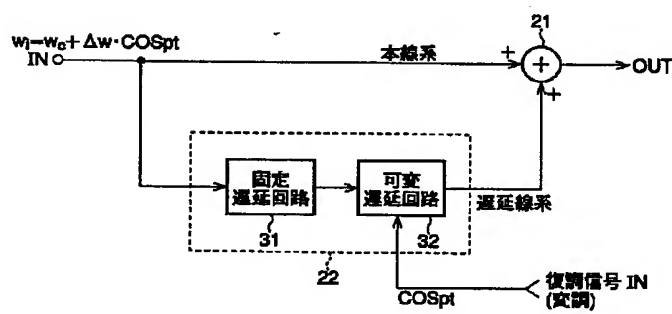 wi=wc+Δw·COSpt
IN
本線系
+
21
+
+
OUT
固定
遅延回路
31
可変
遅延回路
32
遅延線系
22
COSpt
復調信号 IN
(変調)